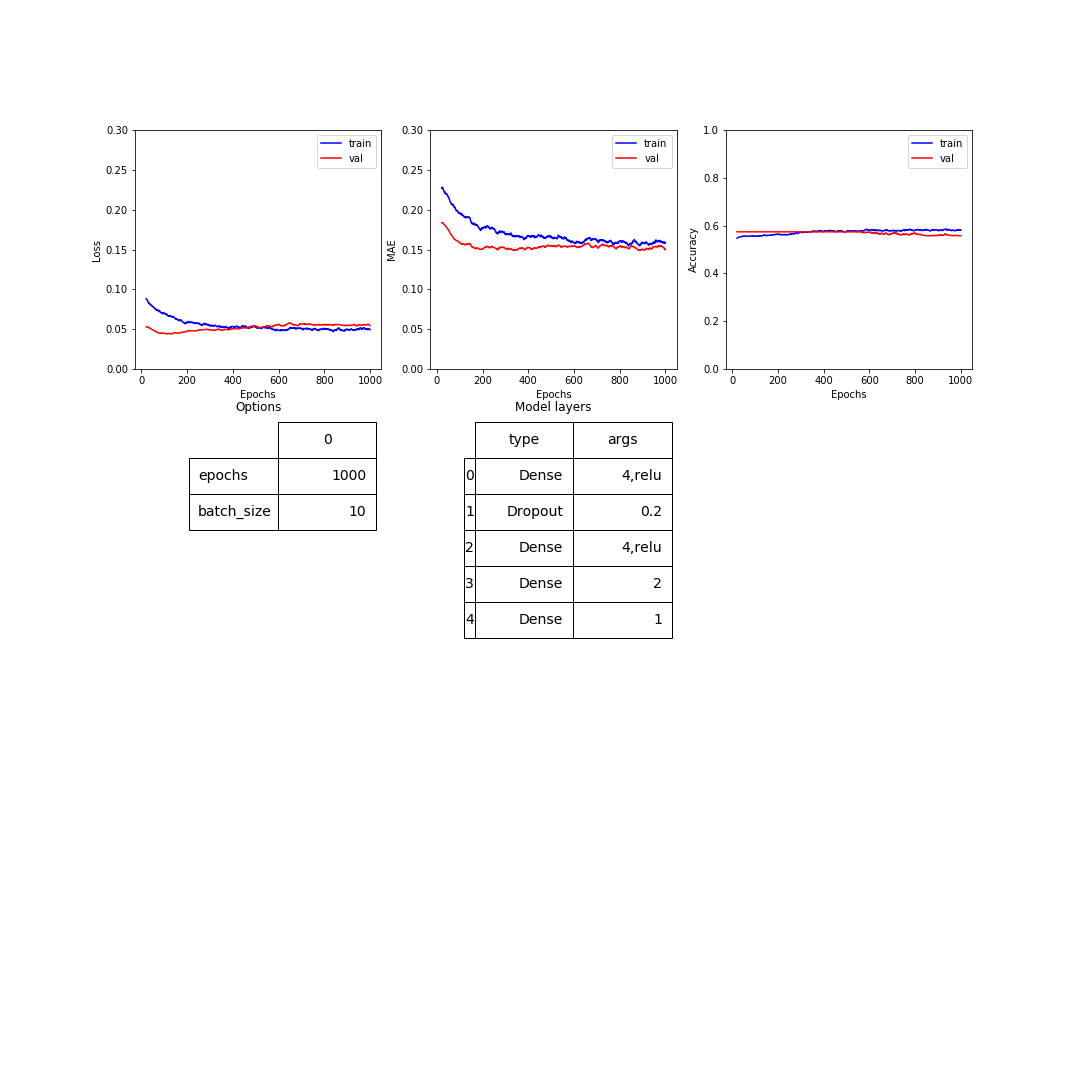 0.30
0.25
0.20
0.15
0.10
0.05
0.00
Loss
train
val
0 200 400 600 800 1000
Epochs
0.30
0.25
0.20
0.15
0.10
0.05
0.00
MAE
train
val
0 200 400 600 800 1000
Epochs
1.0
0.8
0.6
0.4
0.2
0.0
Accuracy
train
val
0 200 400 600 800 1000
Epochs
Options
0
epochs 1000
batch_size 10
Model layers
type args
0 Dense 4,relu
1 Dropout 0.2
2 Dense 4,relu
3 Dense 2
4 Dense 1